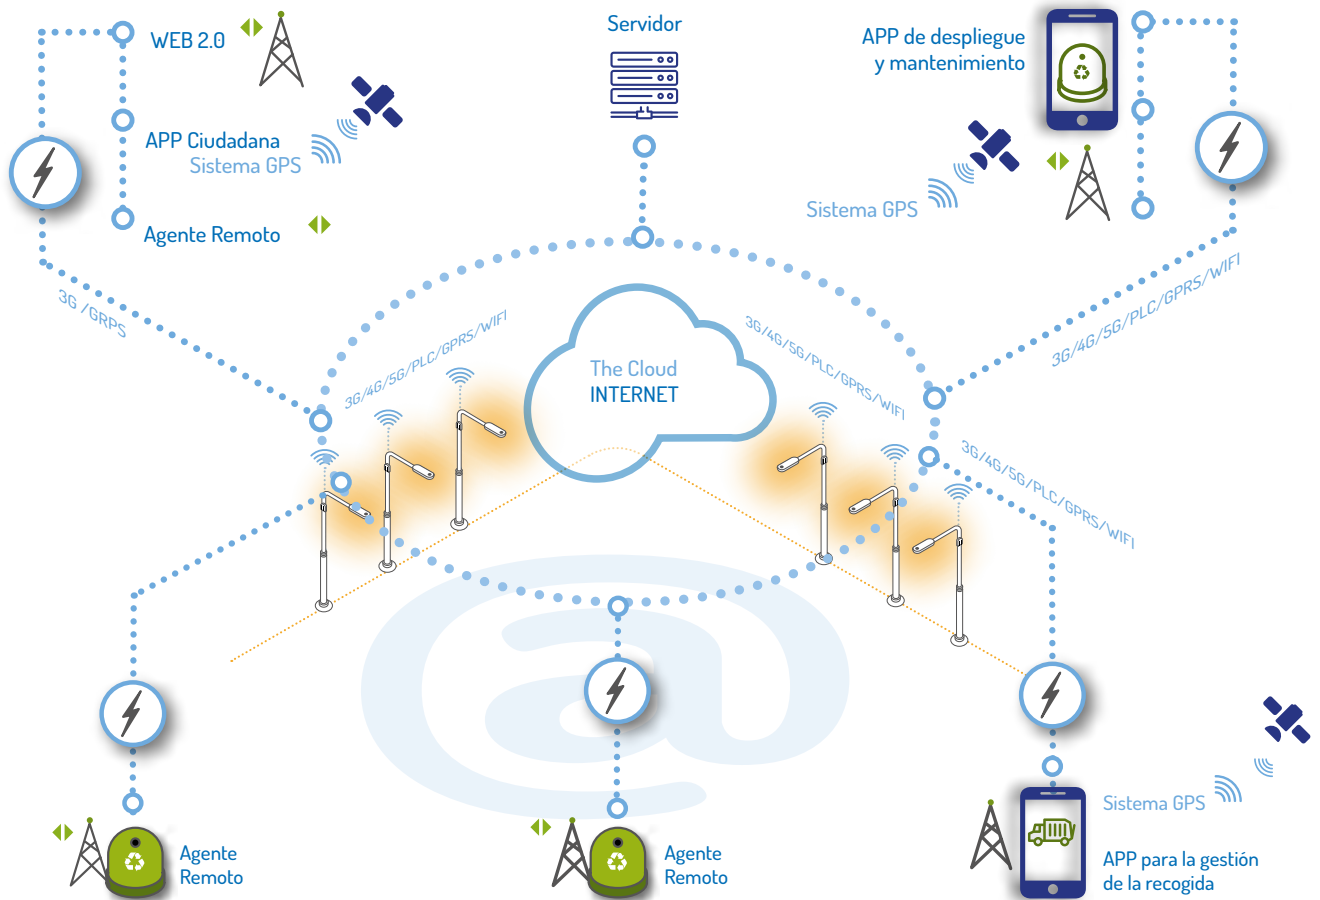 WEB 2.0
APP Ciudadana
Sistema GPS
Agente Remoto
3G /GRPS
Servidor
APP de despliegue
y mantenimiento
Sistema GPS
3G/4G/5G/PLC/GPRS/WIFI
3G/4G/5G/PLC/GPRS/WIFI
The Cloud
INTERNET
3G/4G/5G/PLC/GPRS/WIFI
3G/4G/5G/PLC/GPRS/WIFI
@
Agente
Remoto
Agente
Remoto
Sistema GPS
APP para la gestión
de la recogida